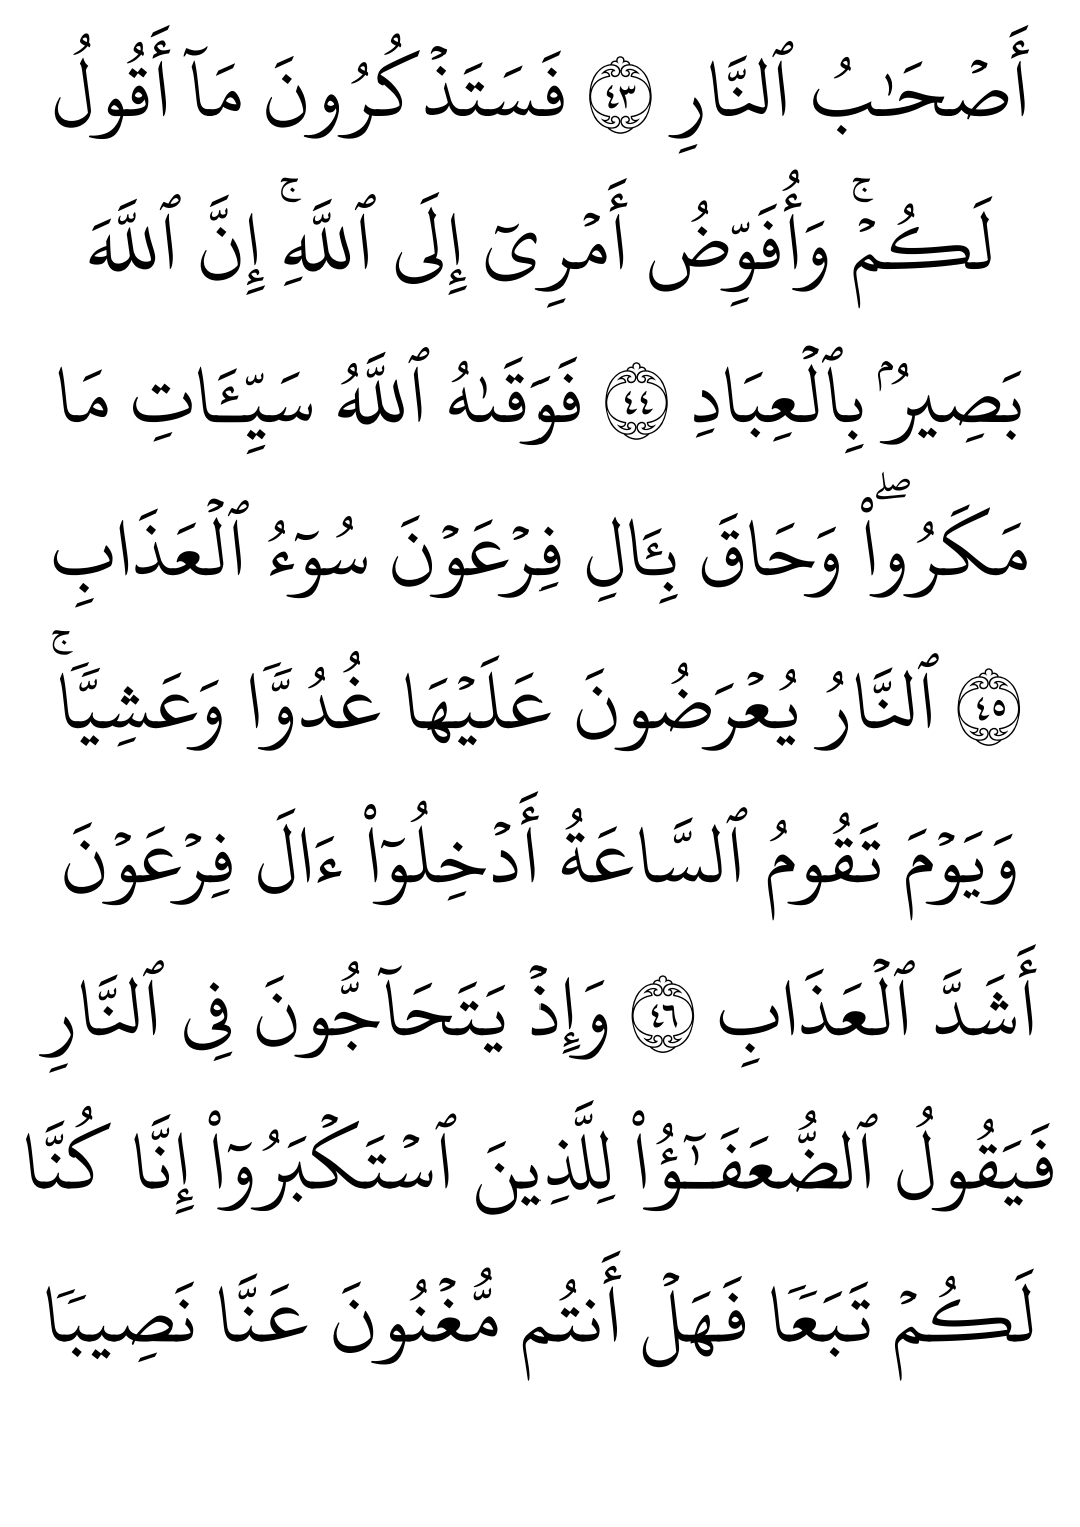 أَصۡحَٰبُ ٱلنَّارِ ٤٣ فَسَتَذۡكُرُونَ مَآ أَقُولُ
لَكُمۡۚ وَأُفَوِّضُ أَمۡرِيٓ إِلَى ٱللَّهِۚ إِنَّ ٱللَّهَ
بَصِيرُۢ بِٱلۡعِبَادِ ٤٤ فَوَقَىٰهُ ٱللَّهُ سَيِّـَٔاتِ مَا
مَكَرُواْۖ وَحَاقَ بِـَٔالِ فِرۡعَوۡنَ سُوٓءُ ٱلۡعَذَابِ
٤٥ ٱلنَّارُ يُعۡرَضُونَ عَلَيۡهَا غُدُوّٗا وَعَشِيّٗاۚ
وَيَوۡمَ تَقُومُ ٱلسَّاعَةُ أَدۡخِلُوٓاْ ءَالَ فِرۡعَوۡنَ
أَشَدَّ ٱلۡعَذَابِ ٤٦ وَإِذۡ يَتَحَآجُّونَ فِي ٱلنَّارِ
فَيَقُولُ ٱلضُّعَفَٰٓؤُاْ لِلَّذِينَ ٱسۡتَكۡبَرُوٓاْ إِنَّا كُنَّا
لَكُمۡ تَبَعٗا فَهَلۡ أَنتُم مُّغۡنُونَ عَنَّا نَصِيبٗا